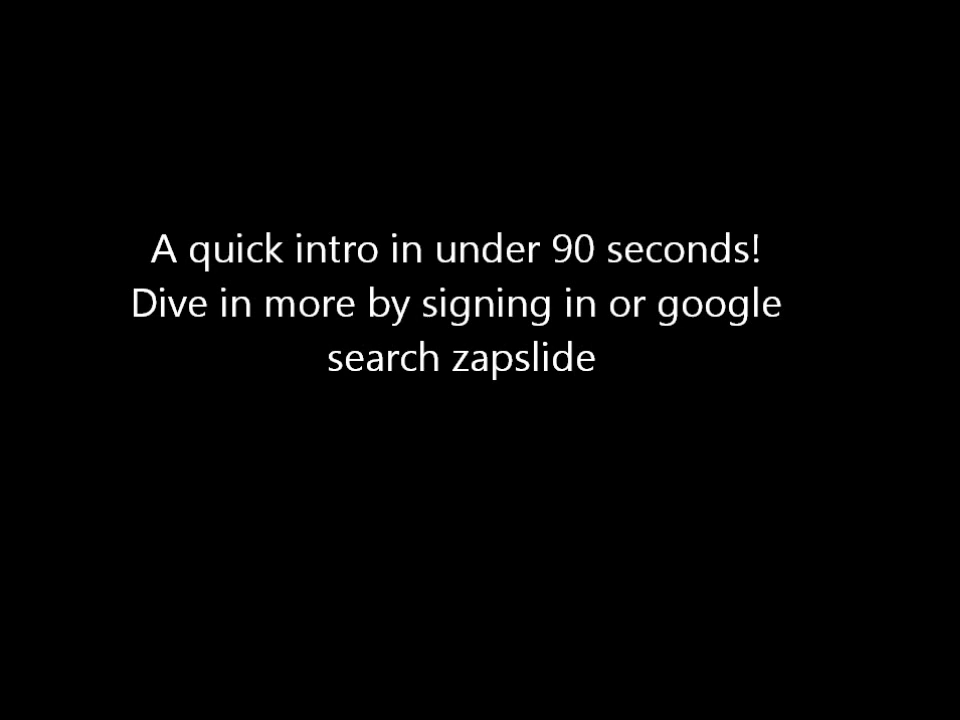 A quick intro in under 90 seconds!
Dive in more by signing in or google
search zapslide